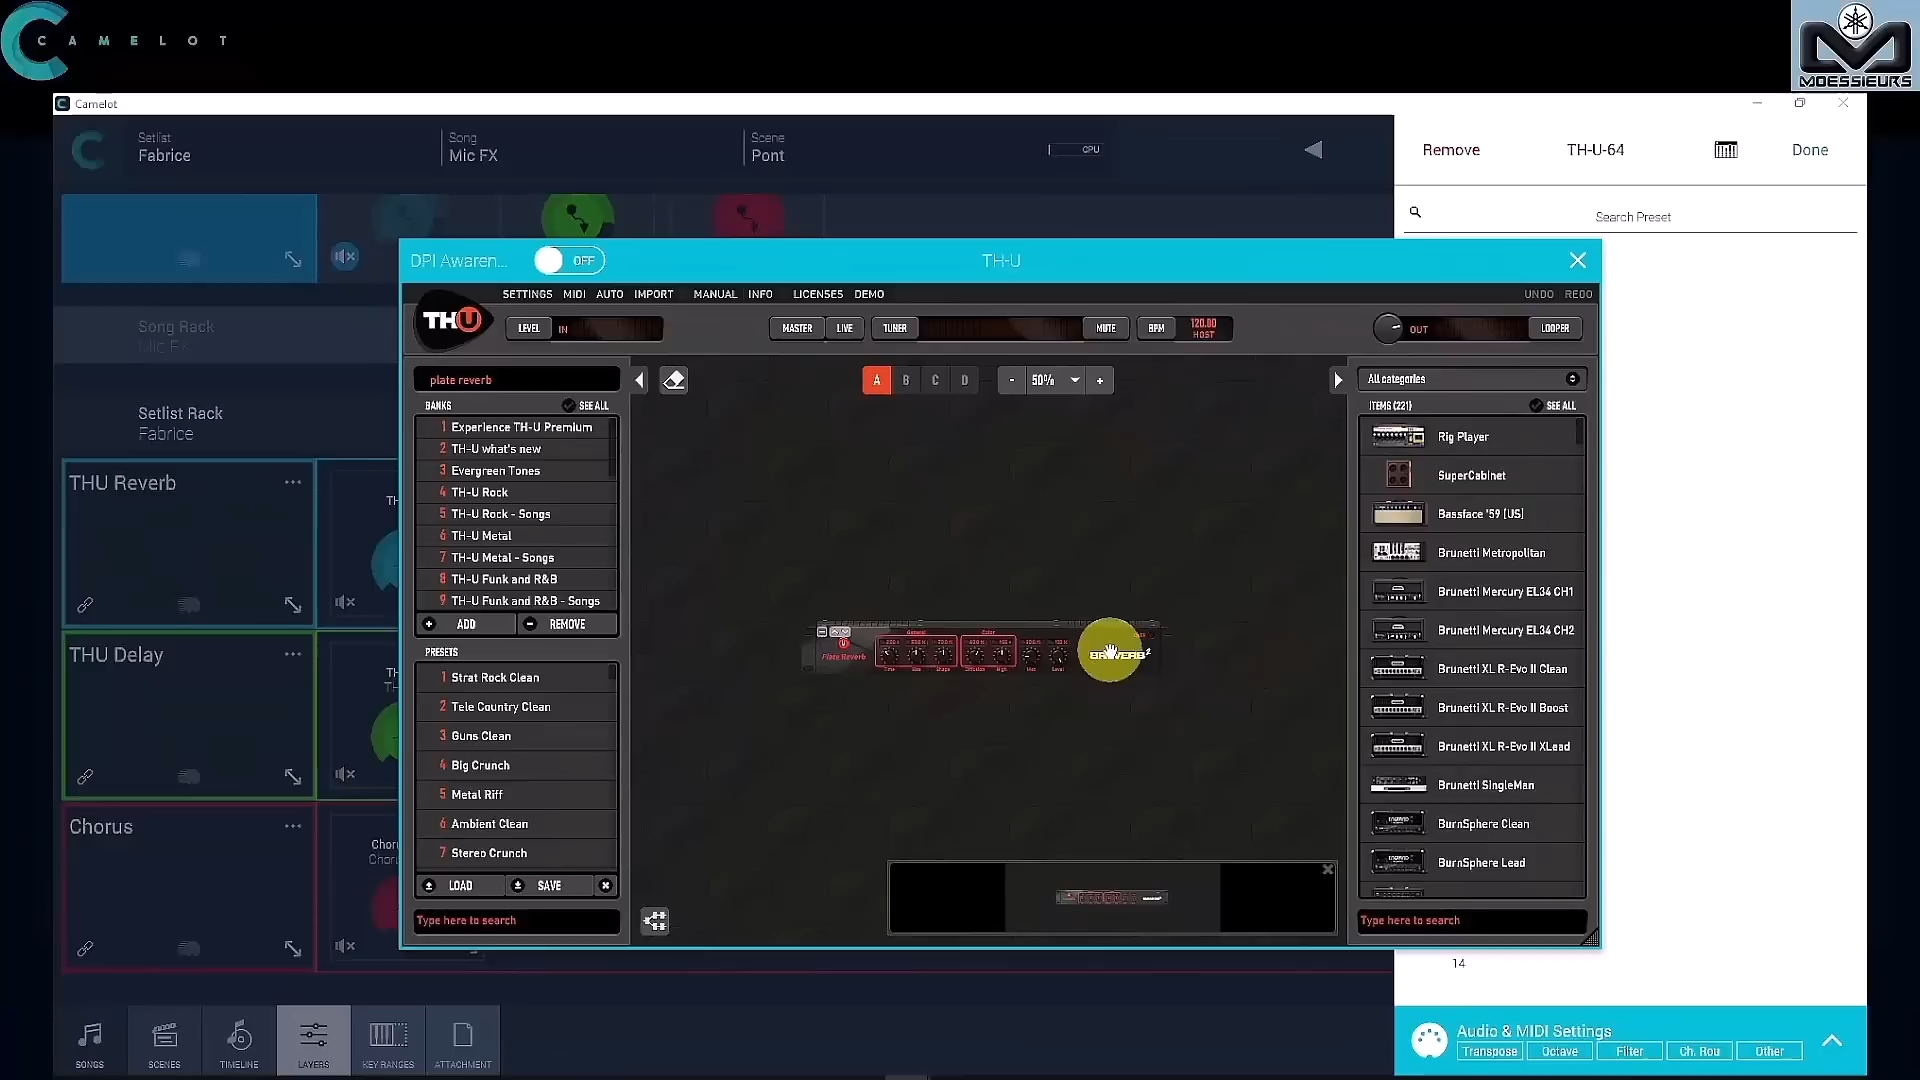 CAMELOT
MOESSIEURS
Camelot
Setlist
Fabrice
Song
Mic FX
Scene
Pont
CPU
Remove
TH-U-64
Done
Search Preset
DPI Awaren...
OFF
TH-U
SETTINGS MIDI AUTO IMPORT MANUAL INFO LICENSES DEMO
UNDO REDO
THU
LEVEL
IN
MASTER
LIVE
TUNER
MUTE
BPM
120.00
HOST
OUT
LOOPER
Song Rack
Mic FX
Setlist Rack
Fabrice
THU Reverb
THU Delay
Chorus
plate reverb
BANKS
SEE ALL
1 Experience TH-U Premium
2 TH-U what's new
3 Evergreen Tones
4 TH-U Rock
5 TH-U Rock - Songs
6 TH-U Metal
7 TH-U Metal - Songs
8 TH-U Funk and R&B
9 TH-U Funk and R&B - Songs
ADD
REMOVE
PRESETS
1 Strat Rock Clean
2 Tele Country Clean
3 Guns Clean
4 Big Crunch
5 Metal Riff
6 Ambient Clean
7 Stereo Crunch
LOAD
SAVE
Type here to search
A B C D
- 50% +
Plate Reverb
General
Color
All categories
ITEMS (221)
SEE ALL
Rig Player
SuperCabinet
Bassface '59 [US]
Brunetti Metropolitan
Brunetti Mercury EL34 CH1
Brunetti Mercury EL34 CH2
Brunetti XL R-Evo II Clean
Brunetti XL R-Evo II Boost
Brunetti XL R-Evo II XLead
Brunetti SingleMan
BurnSphere Clean
BurnSphere Lead
Type here to search
14
SONGS
SCENES
TIMELINE
LAYERS
KEY RANGES
ATTACHMENT
Audio & MIDI Settings
Transpose
Octave
Filter
Ch. Rou
Other